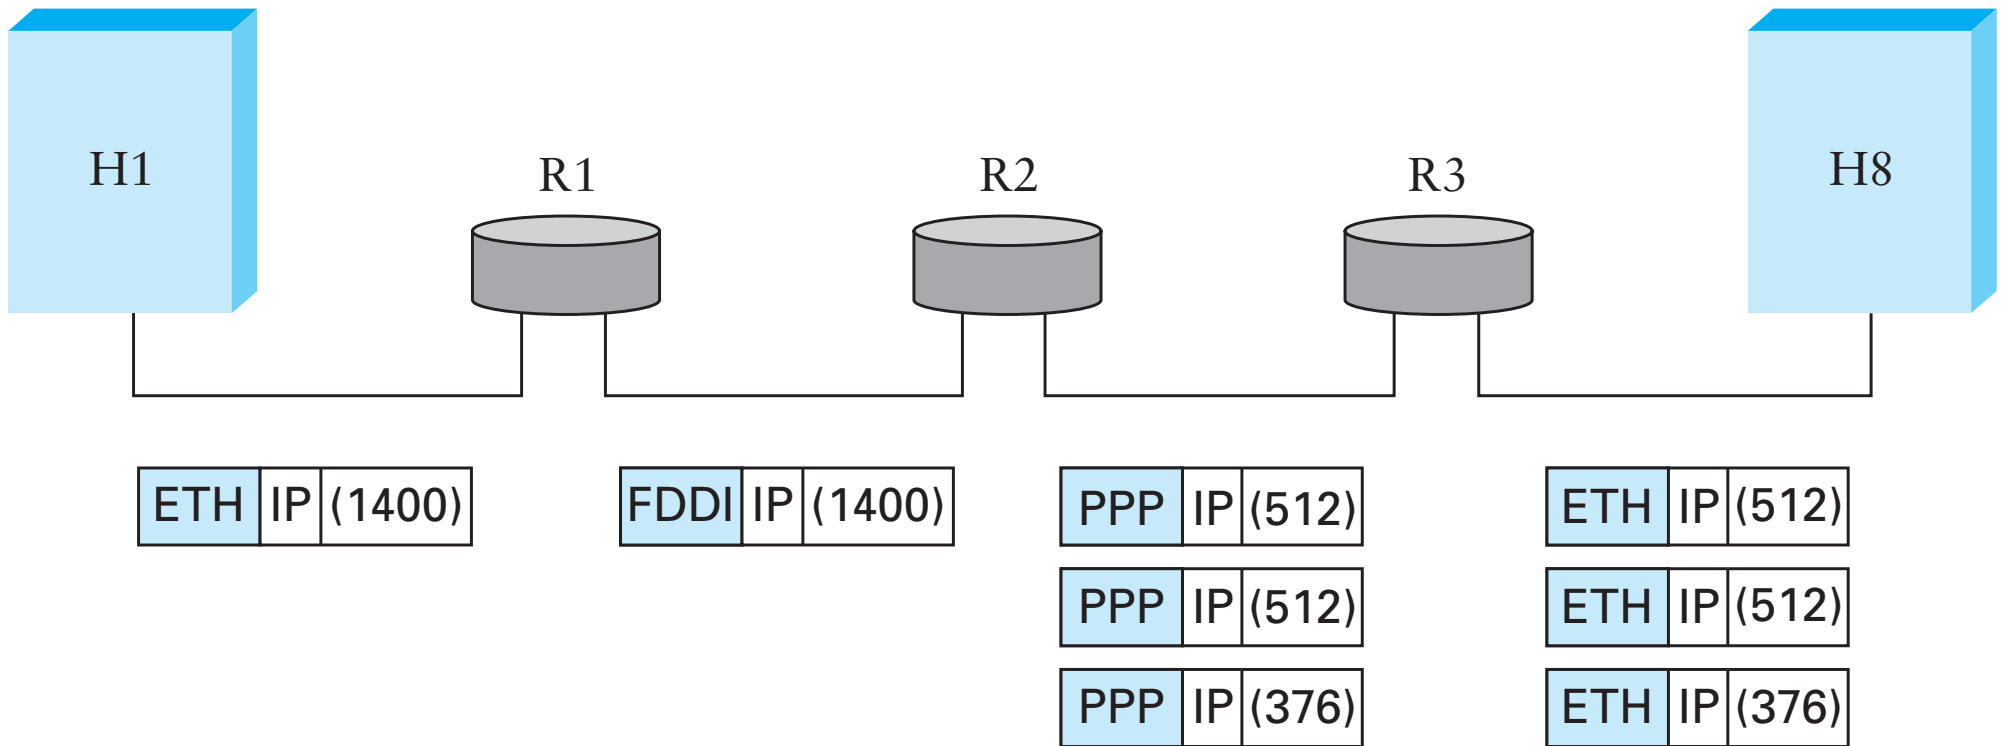 H1
R1
R2
R3
H8
ETH IP (1400)
FDDI IP (1400)
PPP IP (512)
ETH IP (512)
PPP IP (512)
ETH IP (512)
PPP IP (376)
ETH IP (376)